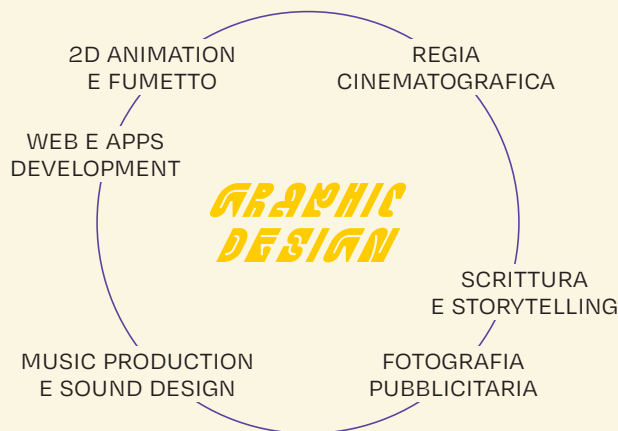 2D ANIMATION
E FUMETTO
REGIA
CINEMATOGRAFICA
WEB E APPS
DEVELOPMENT
GRAPHIC
DESIGN
SCRITTURA
E STORYTELLING
MUSIC PRODUCTION
E SOUND DESIGN
FOTOGRAFIA
PUBBLICITARIA